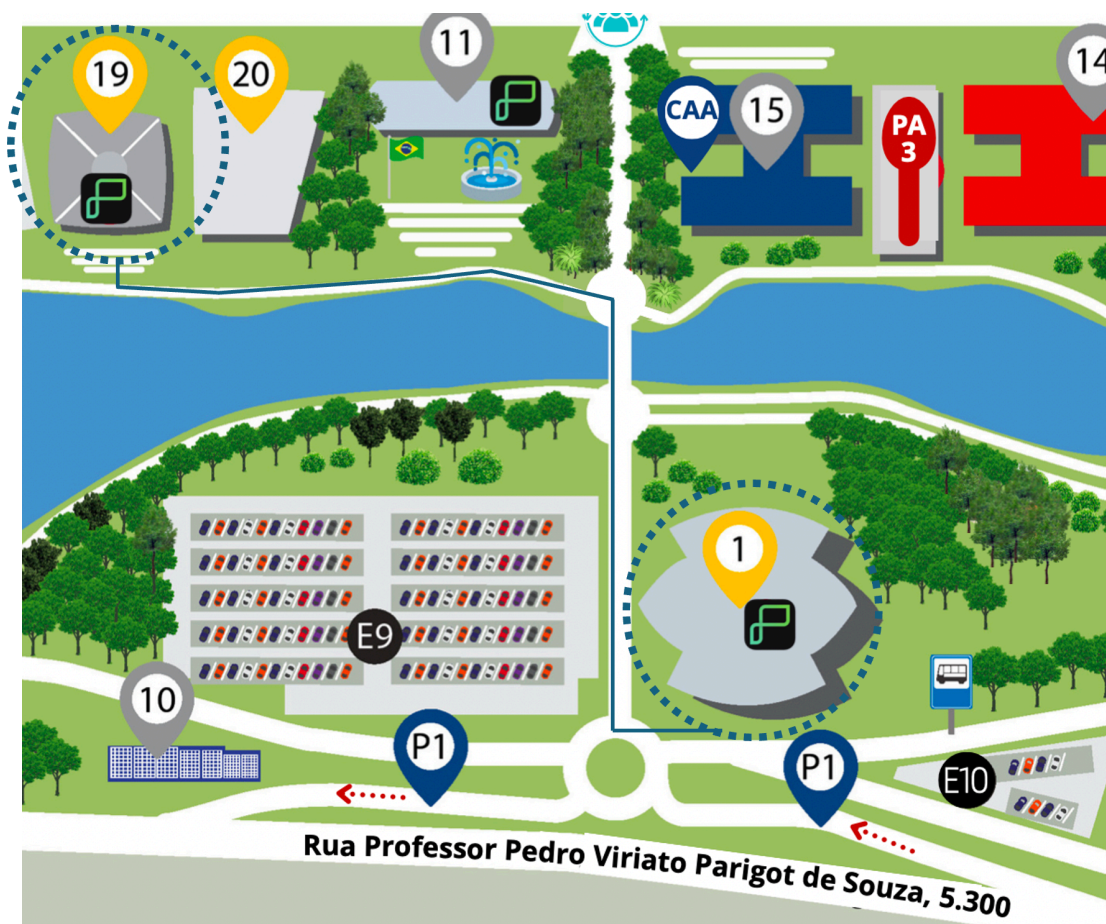 11
19
20
14
CAA
15
PA
3
1
E9
10
P1
P1
E10
Rua Professor Pedro Viriato Parigot de Souza, 5.300